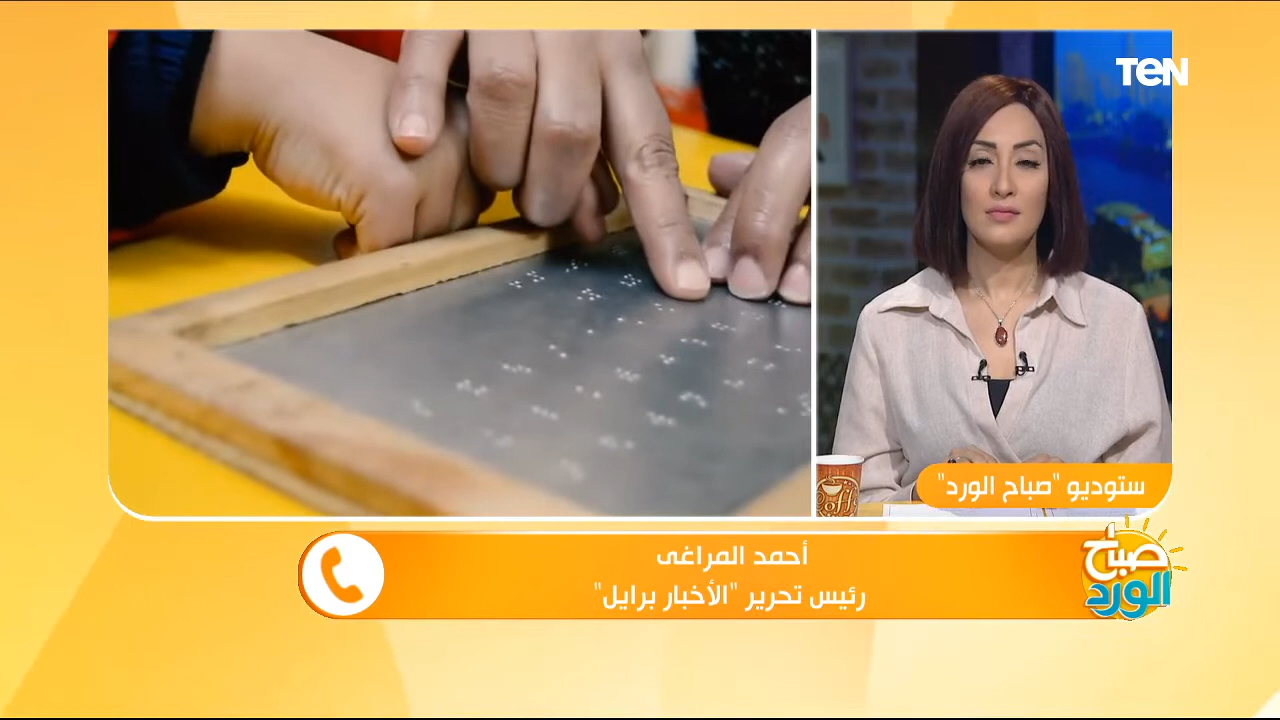 TEN
ستوديو "صباح الورد"
أحمد المراغى
رئيس تحرير "الأخبار برايل"
صباح
الورد